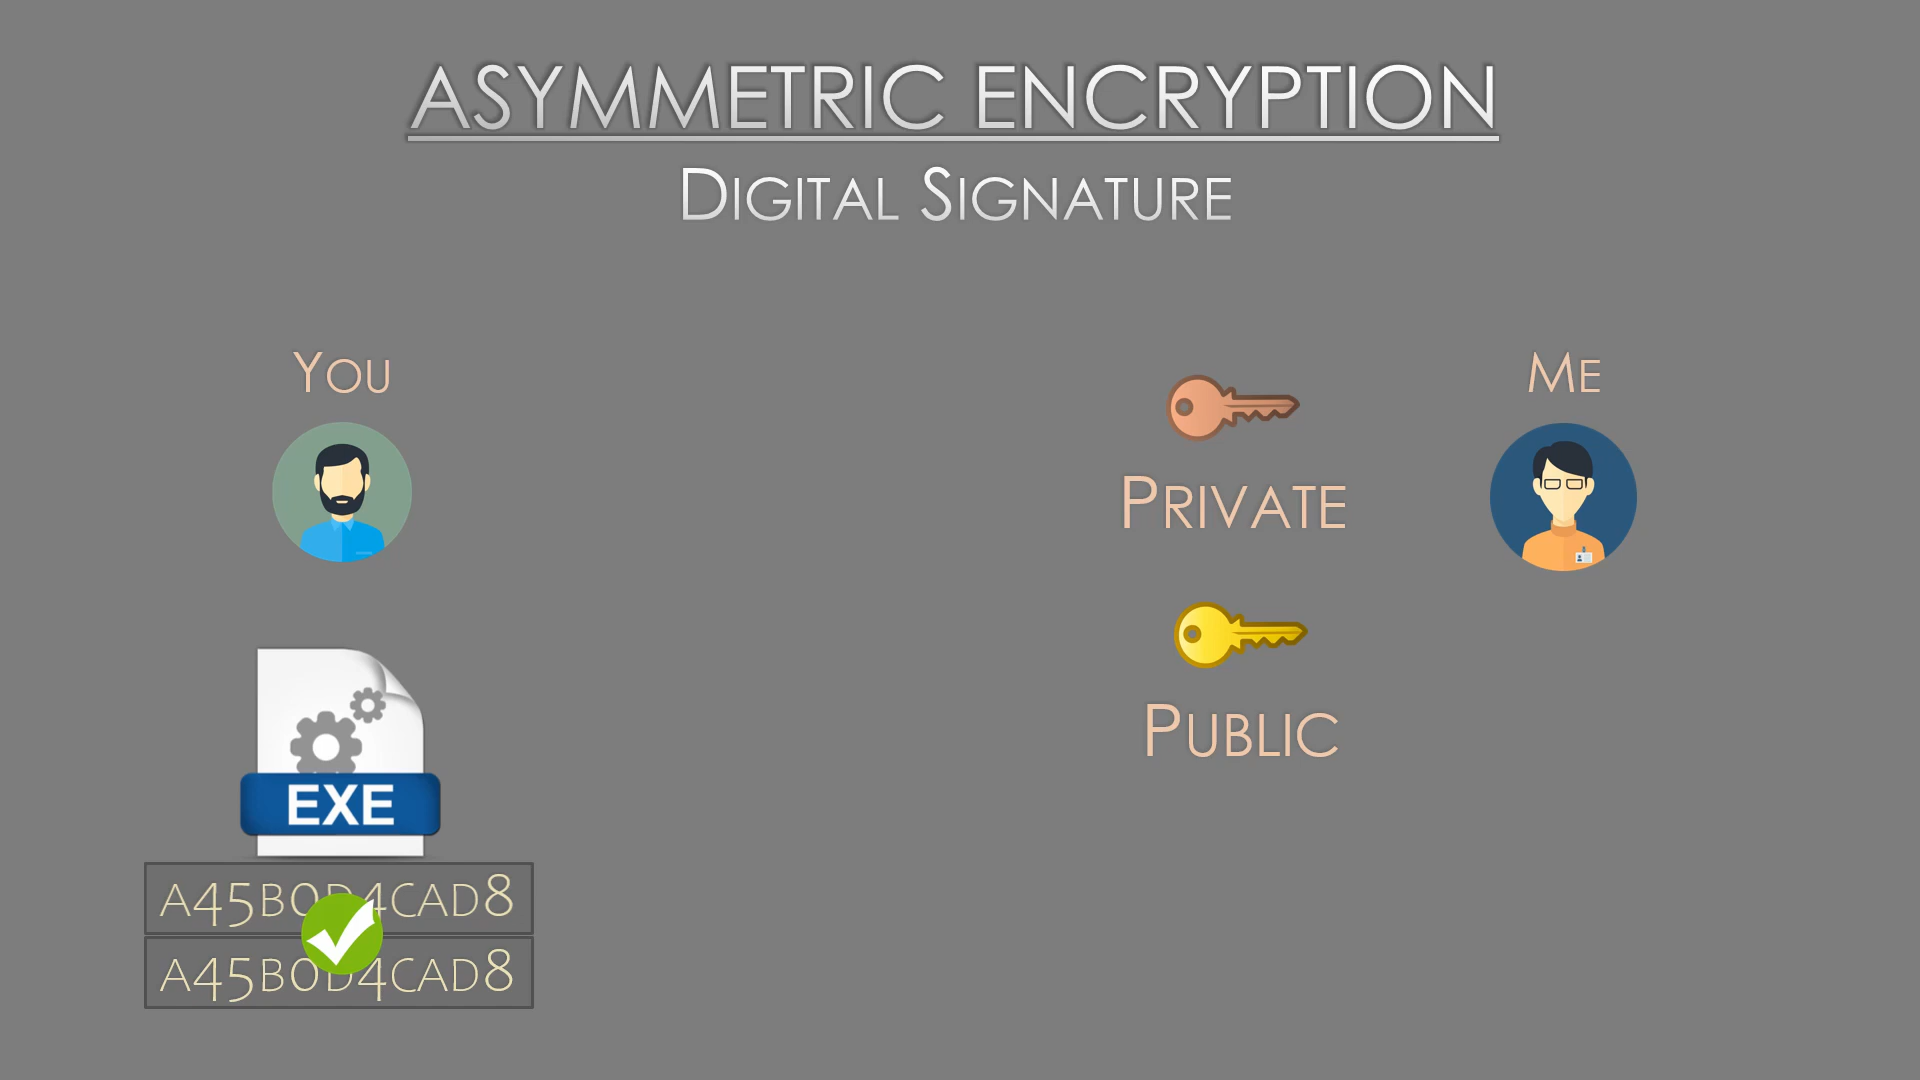 ASYMMETRIC ENCRYPTION
DIGITAL SIGNATURE
YOU
ME
PRIVATE
PUBLIC
EXE
A45B0D4CAD8
A45B0D4CAD8